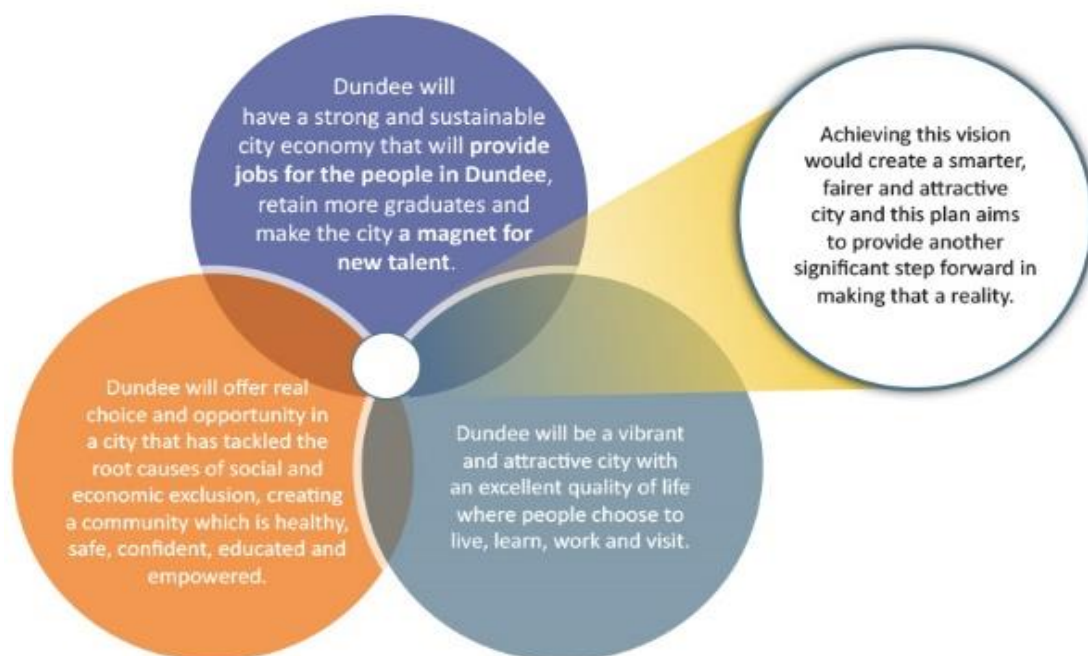 Dundee will
have a strong and sustainable
city economy that will provide
jobs for the people in Dundee,
retain more graduates and
make the city a magnet for
new talent.
Achieving this vision
would create a smarter,
fairer and attractive
city and this plan aims
to provide another
significant step forward in
making that a reality.
Dundee will offer real
choice and opportunity in
a city that has tackled the
root causes of social and
economic exclusion, creating
a community which is healthy,
safe, confident, educated and
empowered.
Dundee will be a vibrant
and attractive city with
an excellent quality of life
where people choose to
live, learn, work and visit.